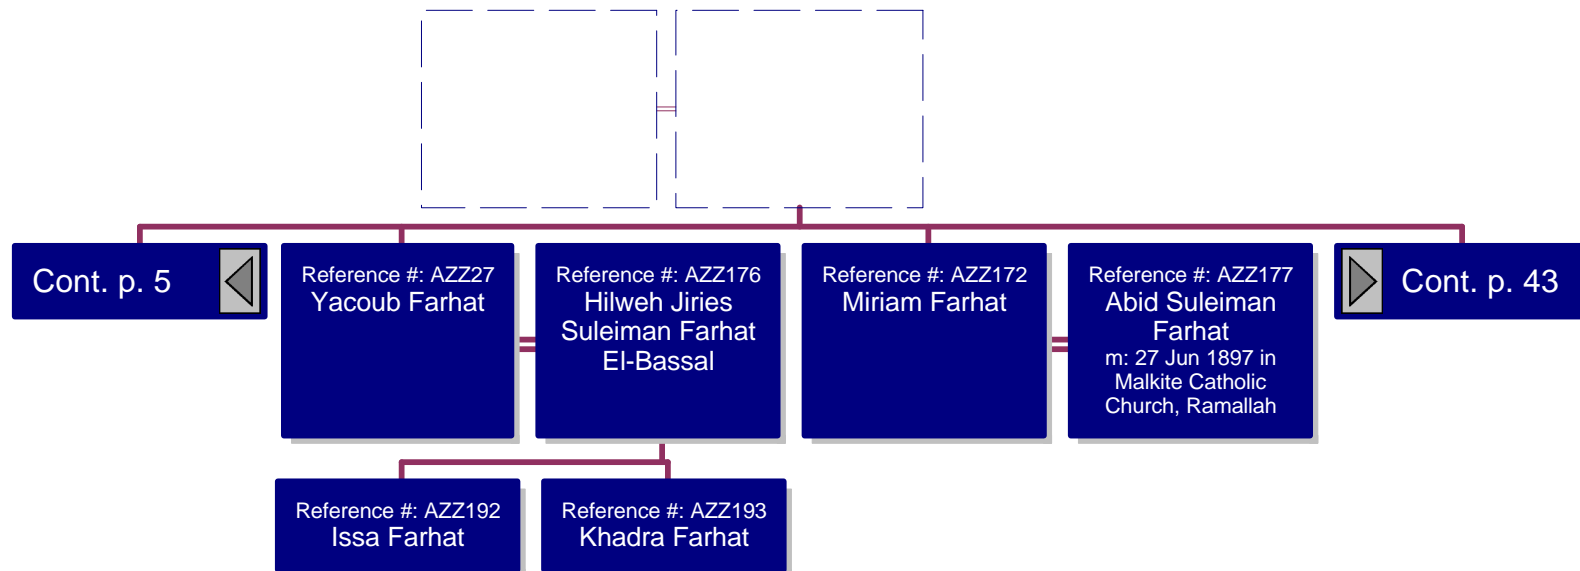 Cont. p. 5
Reference #: AZZ27
Yacoub Farhat
Reference #: AZZ176
Hilweh Jiries
Suleiman Farhat
El-Bassal
Reference #: AZZ172
Miriam Farhat
Reference #: AZZ177
Abid Suleiman
Farhat
m: 27 Jun 1897 in
Malkite Catholic
Church, Ramallah
Cont. p. 43
Reference #: AZZ192
Issa Farhat
Reference #: AZZ193
Khadra Farhat